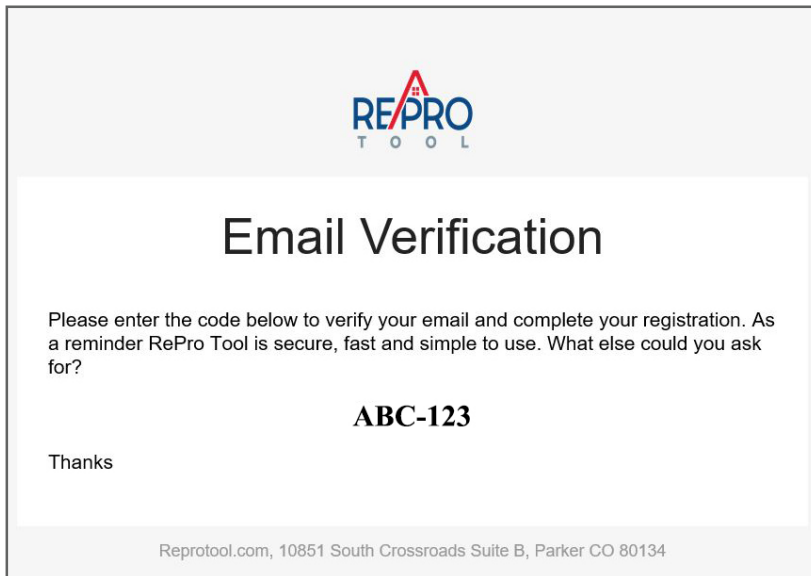 REPRO
TOOL
Email Verification
Please enter the code below to verify your email and complete your registration. As
a reminder RePro Tool is secure, fast and simple to use. What else could you ask
for?
ABC-123
Thanks
Reprotool.com, 10851 South Crossroads Suite B, Parker CO 80134